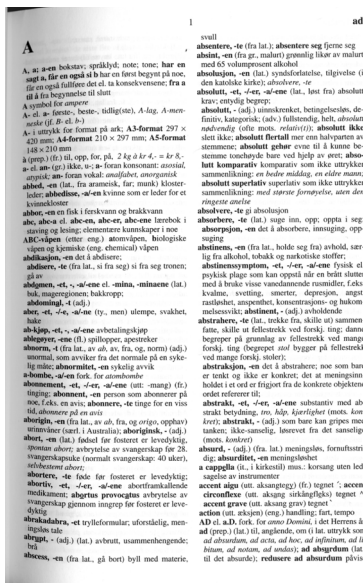 1
A
A, a; a-en bokstav; språklyd; note; tone; har en
sagt a, får en også si b har en først begynt på noe,
får en også fullføre det el. ta konsekvensene; fra a
til å fra begynnelse til slutt
A symbol for ampere
A- el. a- første-, beste-, tidlig(ste), A-lag, A-men-
neske (jf. B- el. b-)
A- i uttrykk for format på ark; A3-format 297 ×
420 mm; A4-format 210 × 297 mm; A5-format
148 × 210 mm
a (prep.) (fr.) til, opp, for, på, 2 kg à kr 4,- = kr 8,-
a- el. an- (gr.) ikke, u-; a- foran konsonant: asosial,
atypisk; an- foran vokal: analfabet, anorganisk
abbed, -en (lat., fra arameisk, far; munk) kloster-
leder; abbedisse, -a/-en kvinne som er leder for et
kvinnekloster
abbor, -en en fisk i ferskvann og brakkvann
abc, abc-a el. abc-en, abc-er, abc-ene lærebok i
staving og lesing; elementære kunnskaper i noe
ABC-våpen (etter eng.) atomvåpen, biologiske
våpen og kjemiske (eng. chemical) våpen
abdikasjon, -en det å abdisere;
abdisere, -te (lat., si fra seg) si fra seg tronen;
gå av
abdomen, -et, -, -a/-ene el. -mina, -minaene (lat.)
buk, mageregionen; bakkropp;
abdominal, -t (adj.)
aber, -et, -/-er, -a/-ene (ty., men) ulempe, svakhet,
hake
ab-kjøp, -et, -, -a/-ene avbetalingskjøp
ablegøyer, -ene (fl.) spillopper, apestreker
abnorm, -t (fra lat., av ab, av, fra, og norm) (adj.)
unormal, som avviker fra det normale på en syke-
lig måte; abnormitet, -en sykelig avvik
a-bombe, -a/-en fork. for atombombe
abonnement, -et, -/-er, -a/-ene (utt: -mang) (fr.)
tinging; abonnent, -en person som abonnerer på
noe, f.eks. en avis; abonnere, -te tinge for en viss
tid, abonnere på en avis
aborigin, -en (fra lat., av ab, fra, og origo, opphav)
urinnvåner (særl. i Australia); aboriginsk, - (adj.)
abort, -en (lat.) fødsel før fosteret er levedyktig,
spontan abort; avbrytelse av svangerskap før 28.
svangerskapsuke (normalt svangerskap: 40 uker),
selvbestemt abort;
abortere, -te føde før fosteret er levedyktig;
abortiv, -et, -/-er, -a/-ene abortframkallende
medikament; abortus provocatus avbrytelse av
svangerskap gjennom inngrep før fosteret er leve-
dyktig
abrakadabra, -et trylleformular; uforståelig, men-
ingsløs tale
abrupt, - (adj.) (lat.) avbrutt, usammenhengende;
brå
abscess, -en (fra lat., gå bort) byll med materie,
svull
absentere, -te (fra lat.); absentere seg fjerne seg
absint, -en (fra gr., malurt) grønnlig likør av malurt
med 65 volumprosent alkohol
absolusjon, -en (lat.) syndsforlatelse, tilgivelse (i
den katolske kirke); absolvere, -te
absolutt, -et, -/-er, -a/-ene (lat., løst fra) absolutt
krav; entydig begrep;
absolutt, - (adj.) uinnskrenket, betingelsesløs, de-
finitiv, kategorisk; (adv.) fullstendig, helt, absolutt
nødvendig (ofte mots. relativ(t)); absolutt ikke
slett ikke; absolutt flertall mer enn halvparten av
stemmene; absolutt gehør evne til å kunne be-
stemme tonehøyde bare ved hjelp av øret; abso-
lutt komparativ komparativ som ikke uttrykker
sammenlikning: en bedre middag, en eldre mann;
absolutt superlativ superlativ som ikke uttrykker
sammenlikning: med største fornøyelse, uten den
ringeste anelse
absolvere, -te gi absolusjon
absorbere, -te (lat.) suge inn, opp; oppta i seg;
absorpsjon, -en det å absorbere, innsuging, opp-
suging
abstinens, -en (fra lat., holde seg fra) avhold, sær-
lig fra alkohol, tobakk og narkotiske stoffer;
abstinenssymptom, -et, -/-er, -a/-ene fysisk el.
psykisk plage som kan oppstå når en brått slutter
med å bruke visse vanedannende rusmidler, f.eks.
kvalme, svetting, smerter, depresjon, angst,
rastløshet, ansperthet, konsentrasjons- og hukom-
melsessvikt; abstinent, - (adj.) avholdende
abstrahere, -te (lat., trekke fra, skille ut) sammen-
fatte, skille ut fellestrekk ved forskj. ting; danne
begreper på grunnlag av fellestrekk ved mange
forskj. ting (begrepet stol bygger på fellestrekk
ved mange forskj. stoler);
abstraksjon, -en det å abstrahere; noe som bare
er tenkt og ikke er konkret; det at meningsinn-
holdet i et ord er frigjort fra de konkrete objektene
ordet refererer til;
abstrakt, -et, -/-er, -a/-ene substantiv med ab-
strakt betydning, tro, håp, kjærlighet (mots. kon-
kret); abstrakt, - (adj.) som bare kan gripes med
tanken; ikke-sanselig, løsrevet fra det sanselige
(mots. konkret)
absurd, - (adj.) (fra lat.) meningsløs, fornuftsstri-
dig; absurditet, -en meningsløshet
a cappella (it., i kirkestil) mus.: korsang uten led-
sagelse av instrumenter
accent aigu (utt. aksangtegy) (fr.) tegnet ´; accent
circonflexe (utt. aksang sirkångfleks) tegnet ^
accent grave (utt. aksang grav) tegnet `
action (utt. æksjen) (eng.) handling; fart, tempo
AD el. a.D. fork. for anno Domini, i det Herrens år
ad (prep.) (lat.) til, angående, om (i lat. uttrykk som
ad absurdum, ad acta, ad hoc, ad infinitum, ad li-
bitum, ad notam, ad undas); ad absurdum (lat.
til det absurde); redusere ad absurdum påvis-